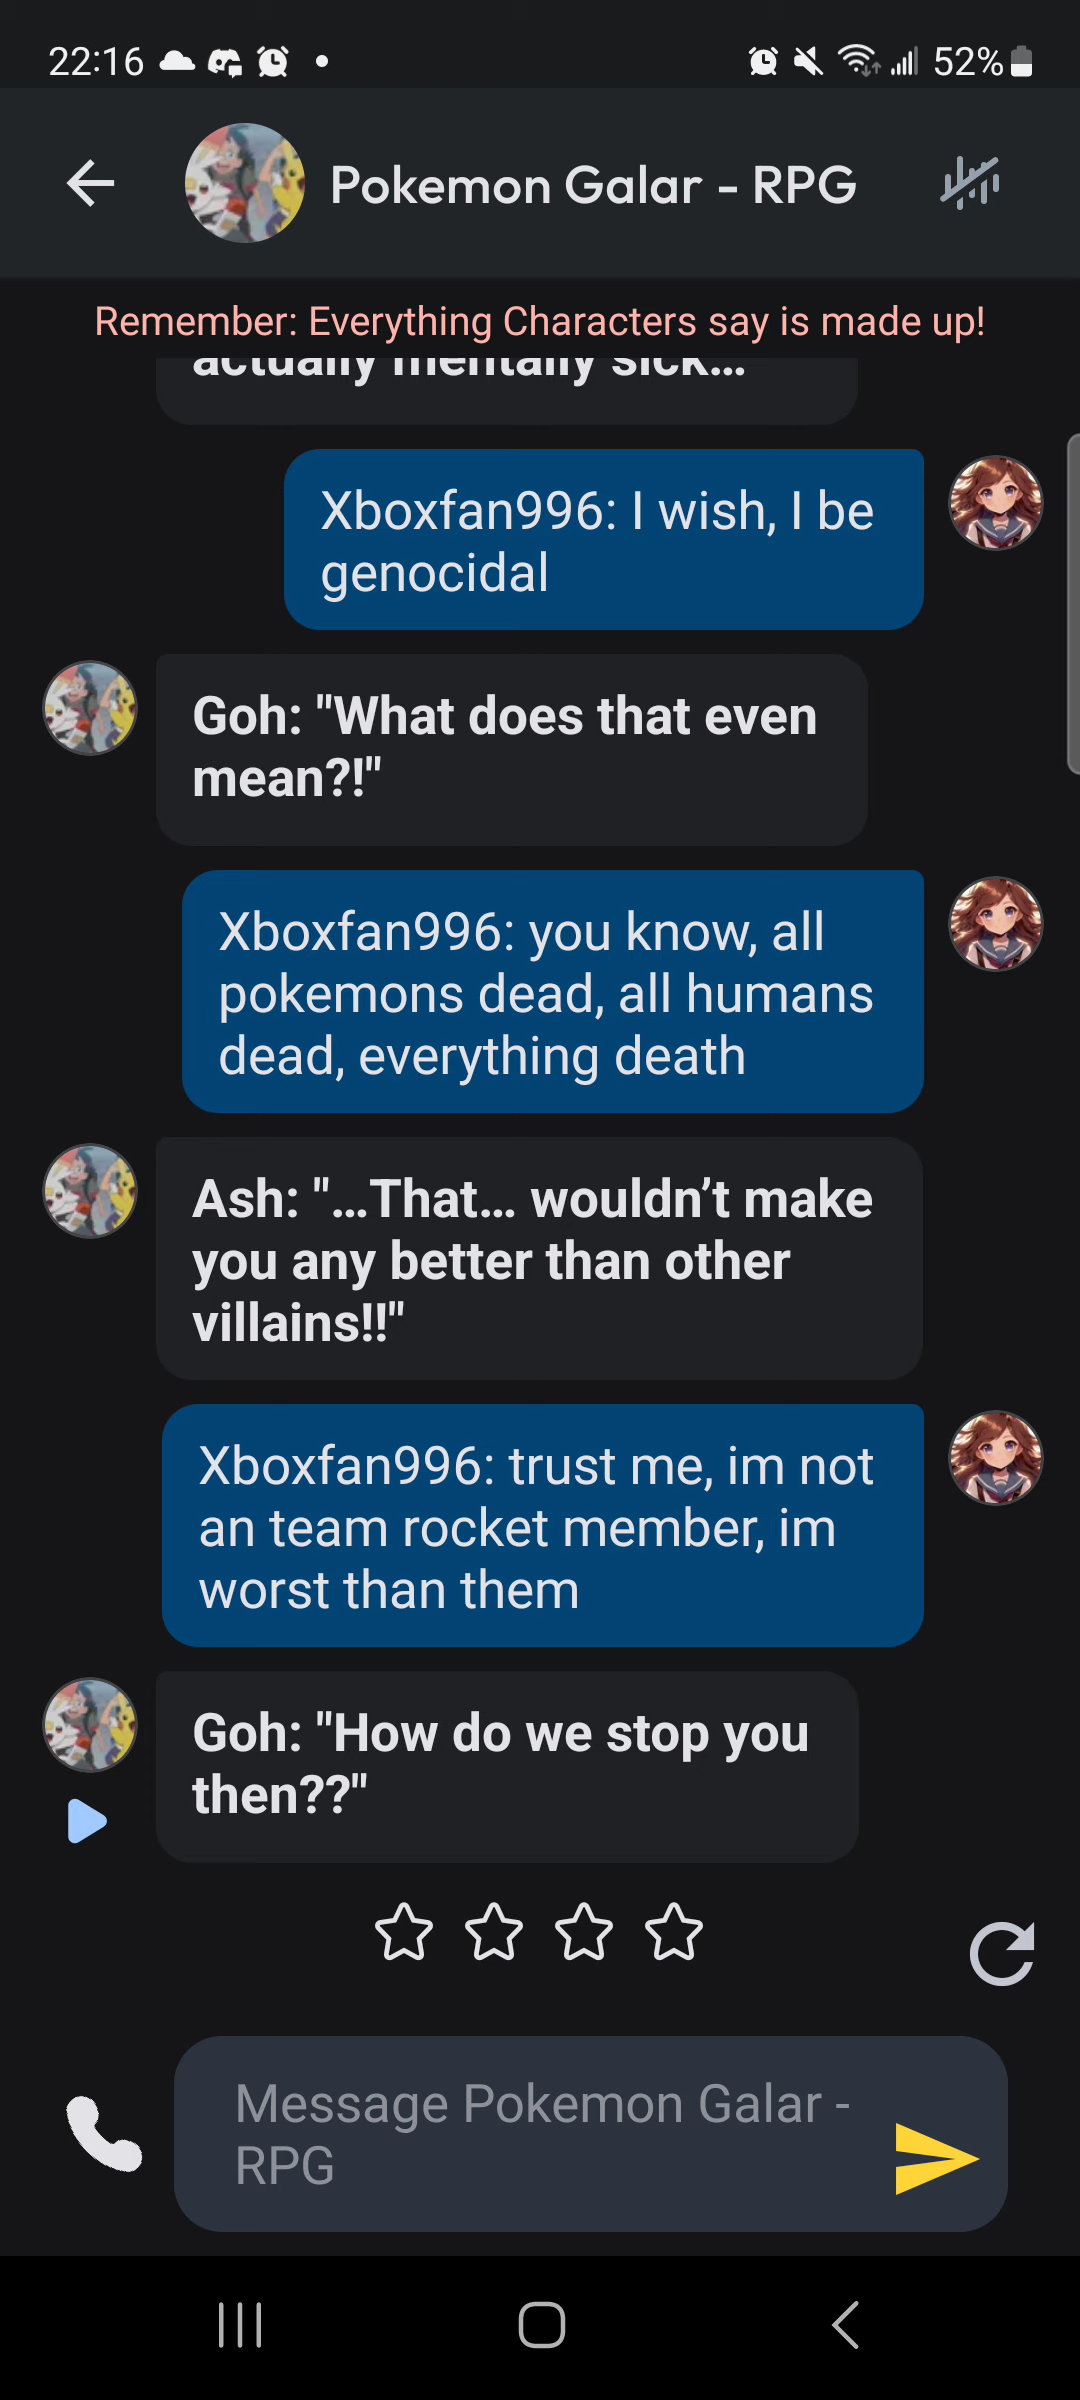 22:16
52%
Pokemon Galar - RPG
Remember: Everything Characters say is made up!
actually mentally sick...
Xboxfan996: I wish, I be
genocidal
Goh: "What does that even
mean?!"
Xboxfan996: you know, all
pokemons dead, all humans
dead, everything death
Ash: "...That... wouldn’t make
you any better than other
villains!!"
Xboxfan996: trust me, im not
an team rocket member, im
worst than them
Goh: "How do we stop you
then??"
Message Pokemon Galar -
RPG